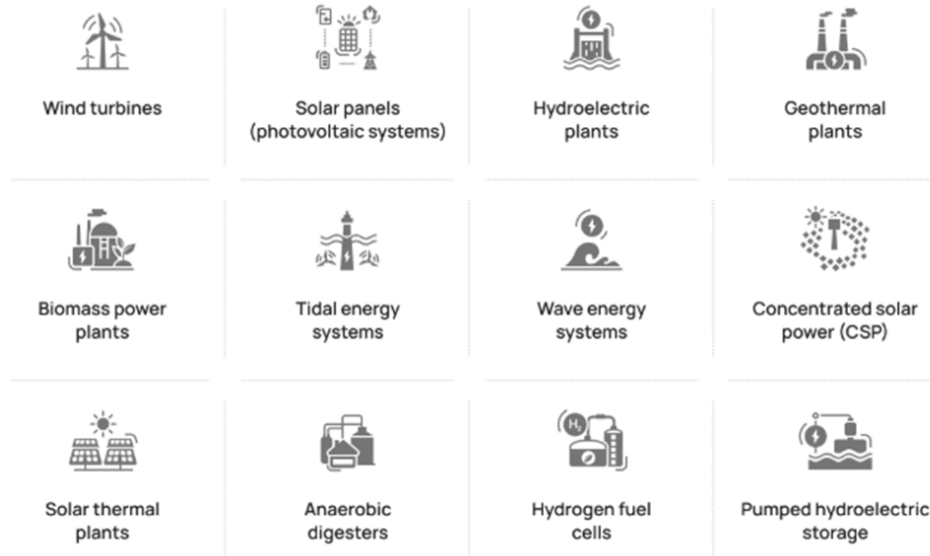 Wind turbines
Solar panels
(photovoltaic systems)
Hydroelectric
plants
Geothermal
plants
Biomass power
plants
Tidal energy
systems
Wave energy
systems
Concentrated solar
power (CSP)
Solar thermal
plants
Anaerobic
digesters
H₂
Hydrogen fuel
cells
Pumped hydroelectric
storage